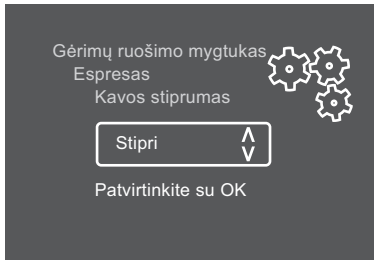 Gėrimų ruošimo mygtukas
Espresas
Kavos stiprumas
Stipri
Patvirtinkite su OK